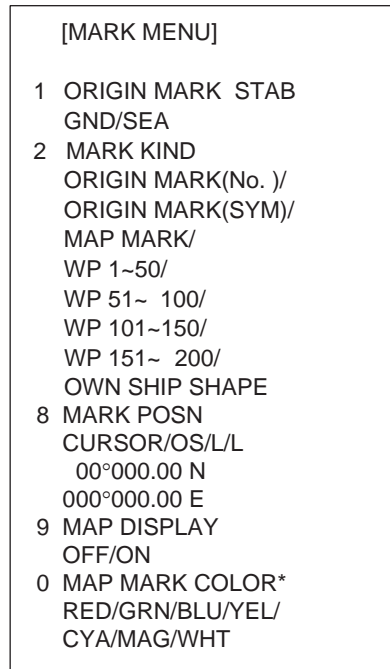 [MARK MENU]
1 ORIGIN MARK STAB
GND/SEA
2 MARK KIND
ORIGIN MARK(No. )/
ORIGIN MARK(SYM)/
MAP MARK/
WP 1~50/
WP 51~ 100/
WP 101~150/
WP 151~ 200/
OWN SHIP SHAPE
8 MARK POSN
CURSOR/OS/L/L
00°000.00 N
000°000.00 E
9 MAP DISPLAY
OFF/ON
0 MAP MARK COLOR*
RED/GRN/BLU/YEL/
CYA/MAG/WHT